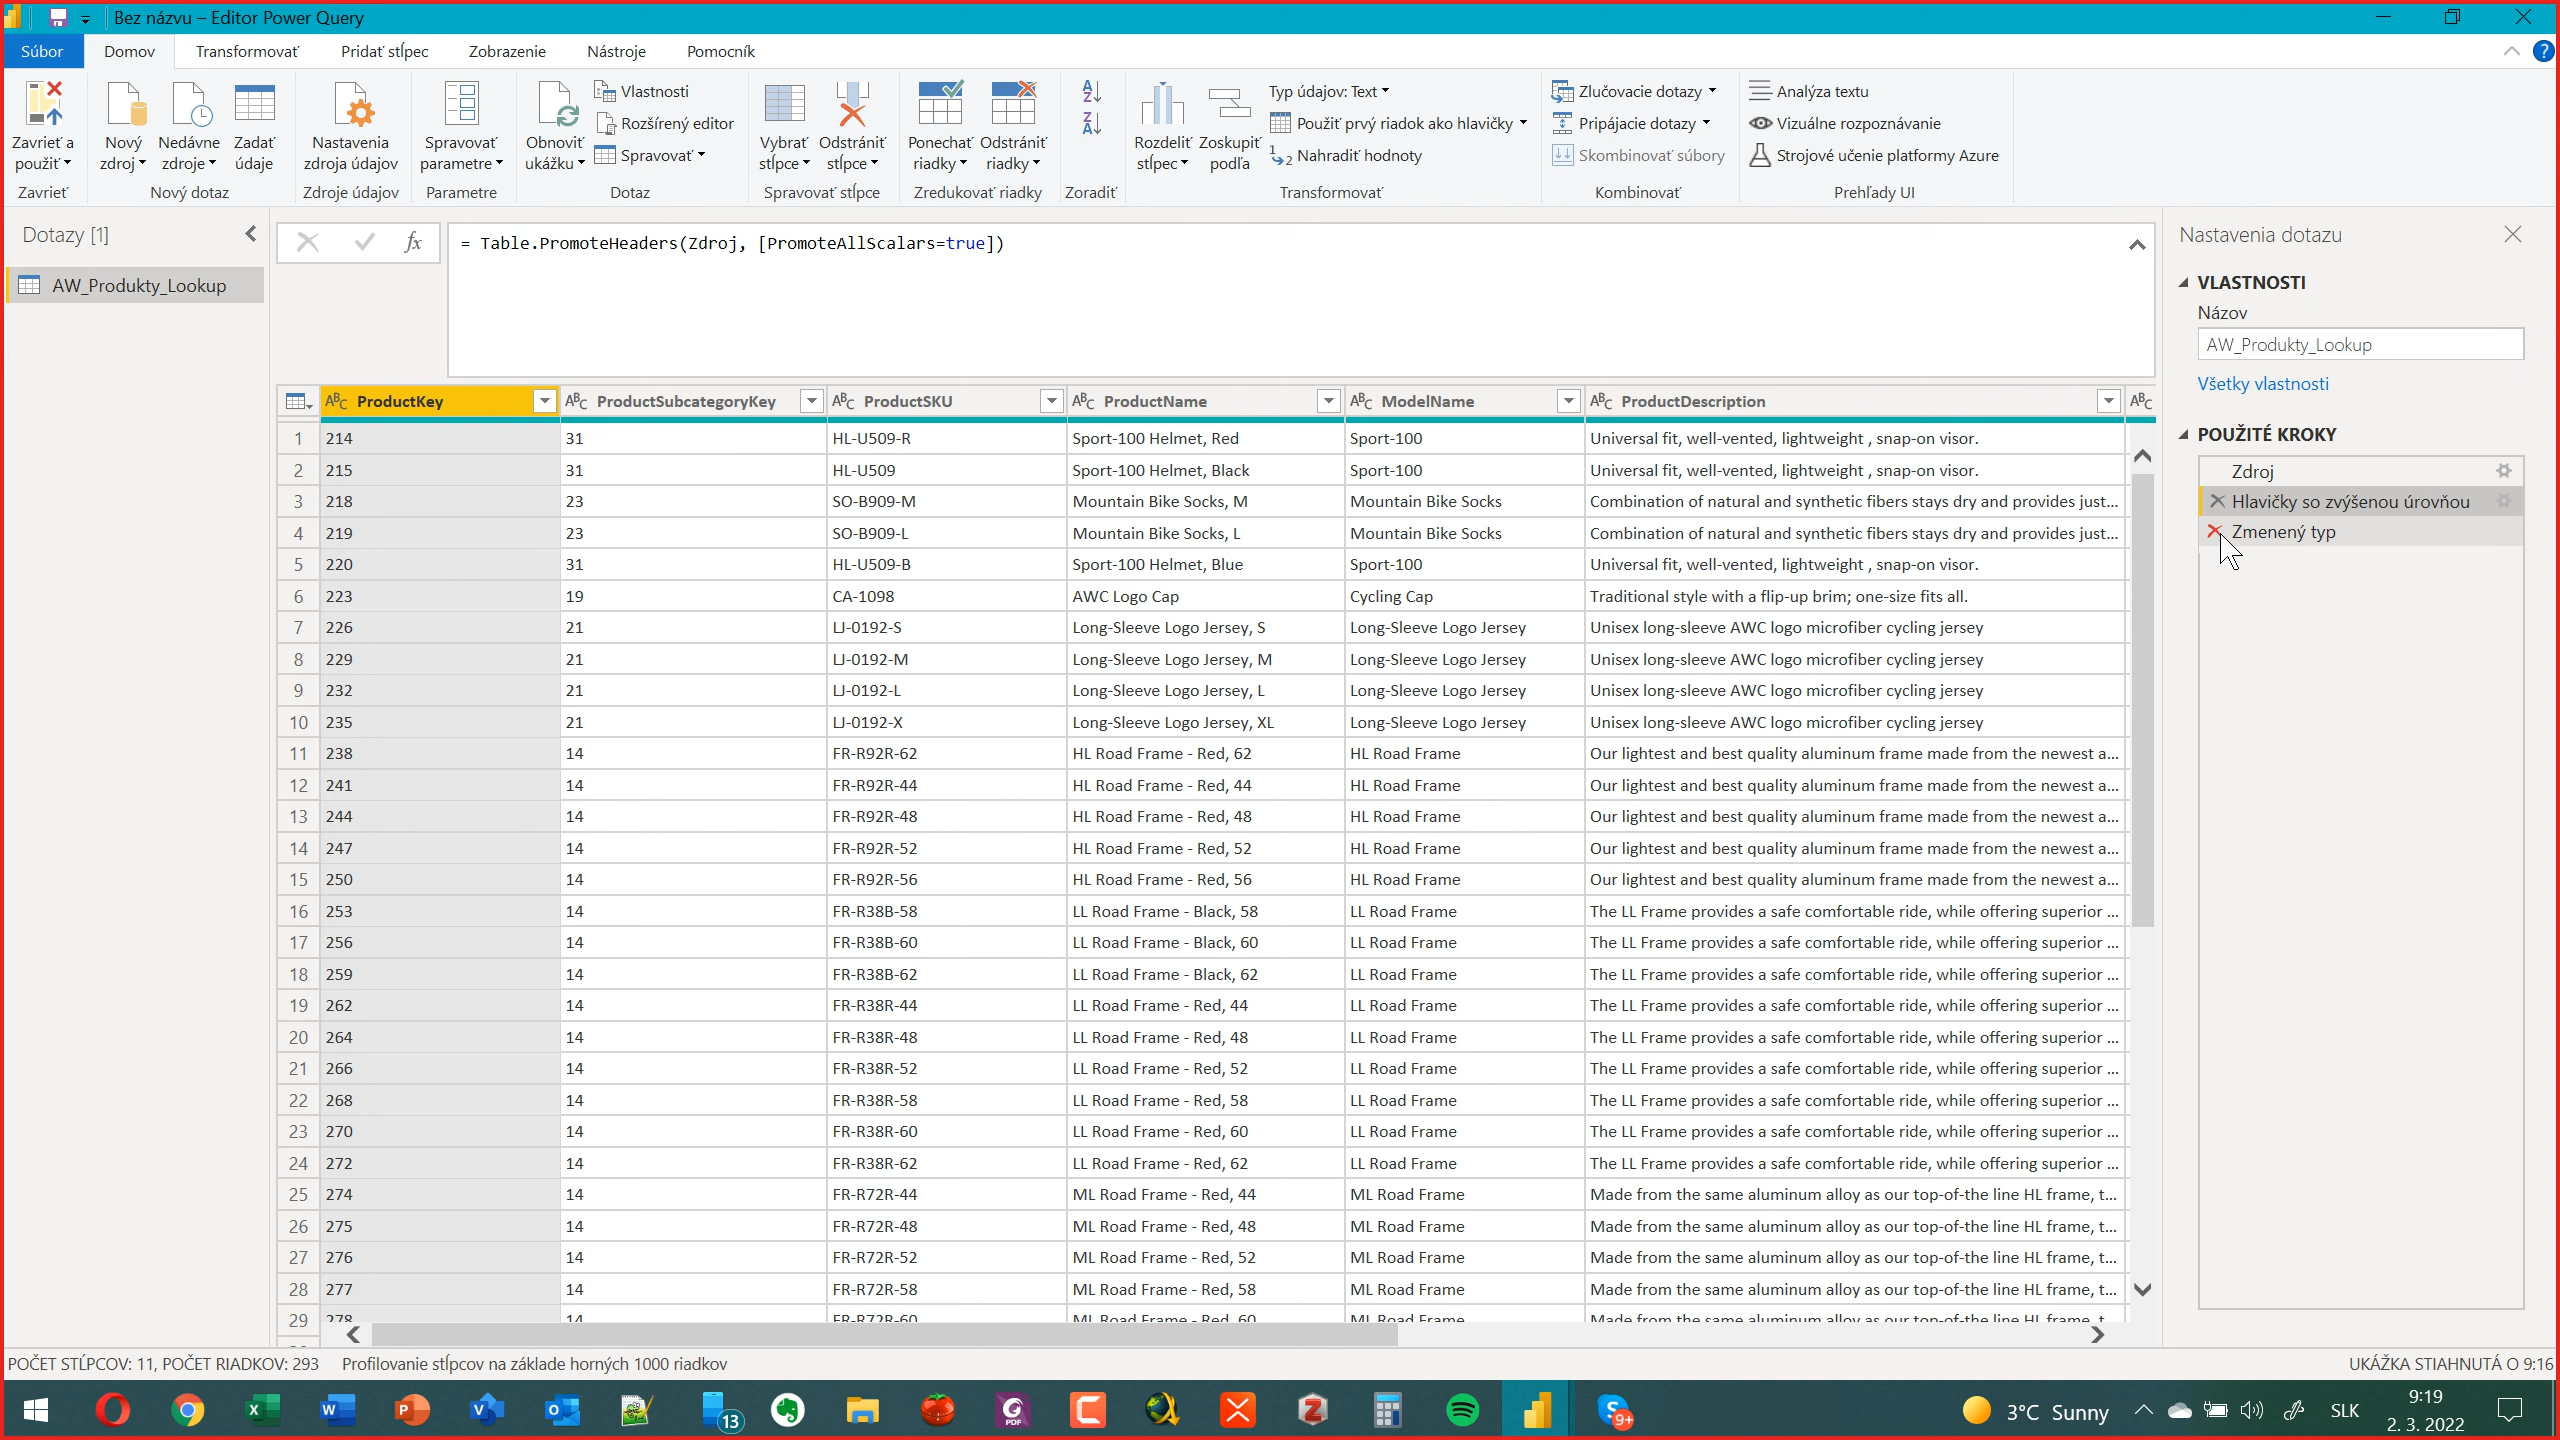 Bez názvu – Editor Power Query
Súbor Domov Transformovať Pridať stĺpec Zobrazenie Nástroje Pomocník
Zavrieť a použiť
Zavrieť
Nový zdroj
Nedávne zdroje
Zadať údaje
Nový dotaz
Nastavenia zdroja údajov
Zdroje údajov
Spravovať parametre
Parametre
Obnoviť ukážku
Vlastnosti
Rozšírený editor
Spravovať
Dotaz
Vybrať stĺpce
Odstrániť stĺpce
Spravovať stĺpce
Ponechať riadky
Odstrániť riadky
Zredukovať riadky
Zoradiť
Rozdeliť stĺpec
Zoskupiť podľa
Typ údajov: Text
Použiť prvý riadok ako hlavičky
Nahradiť hodnoty
Transformovať
Zlučovacie dotazy
Pripájacie dotazy
Skombinovať súbory
Kombinovať
Analýza textu
Vizuálne rozpoznávanie
Strojové učenie platformy Azure
Prehľady UI
Dotazy [1]
AW_Produkty_Lookup
fx
= Table.PromoteHeaders(Zdroj, [PromoteAllScalars=true])
ABC ProductKey ABC ProductSubcategoryKey ABC ProductSKU ABC ProductName ABC ModelName ABC ProductDescription ABC
1 214 31 HL-U509-R Sport-100 Helmet, Red Sport-100 Universal fit, well-vented, lightweight , snap-on visor.
2 215 31 HL-U509 Sport-100 Helmet, Black Sport-100 Universal fit, well-vented, lightweight , snap-on visor.
3 218 23 SO-B909-M Mountain Bike Socks, M Mountain Bike Socks Combination of natural and synthetic fibers stays dry and provides just...
4 219 23 SO-B909-L Mountain Bike Socks, L Mountain Bike Socks Combination of natural and synthetic fibers stays dry and provides just...
5 220 31 HL-U509-B Sport-100 Helmet, Blue Sport-100 Universal fit, well-vented, lightweight , snap-on visor.
6 223 19 CA-1098 AWC Logo Cap Cycling Cap Traditional style with a flip-up brim; one-size fits all.
7 226 21 LJ-0192-S Long-Sleeve Logo Jersey, S Long-Sleeve Logo Jersey Unisex long-sleeve AWC logo microfiber cycling jersey
8 229 21 LJ-0192-M Long-Sleeve Logo Jersey, M Long-Sleeve Logo Jersey Unisex long-sleeve AWC logo microfiber cycling jersey
9 232 21 LJ-0192-L Long-Sleeve Logo Jersey, L Long-Sleeve Logo Jersey Unisex long-sleeve AWC logo microfiber cycling jersey
10 235 21 LJ-0192-X Long-Sleeve Logo Jersey, XL Long-Sleeve Logo Jersey Unisex long-sleeve AWC logo microfiber cycling jersey
11 238 14 FR-R92R-62 HL Road Frame - Red, 62 HL Road Frame Our lightest and best quality aluminum frame made from the newest a...
12 241 14 FR-R92R-44 HL Road Frame - Red, 44 HL Road Frame Our lightest and best quality aluminum frame made from the newest a...
13 244 14 FR-R92R-48 HL Road Frame - Red, 48 HL Road Frame Our lightest and best quality aluminum frame made from the newest a...
14 247 14 FR-R92R-52 HL Road Frame - Red, 52 HL Road Frame Our lightest and best quality aluminum frame made from the newest a...
15 250 14 FR-R92R-56 HL Road Frame - Red, 56 HL Road Frame Our lightest and best quality aluminum frame made from the newest a...
16 253 14 FR-R38B-58 LL Road Frame - Black, 58 LL Road Frame The LL Frame provides a safe comfortable ride, while offering superior ...
17 256 14 FR-R38B-60 LL Road Frame - Black, 60 LL Road Frame The LL Frame provides a safe comfortable ride, while offering superior ...
18 259 14 FR-R38B-62 LL Road Frame - Black, 62 LL Road Frame The LL Frame provides a safe comfortable ride, while offering superior ...
19 262 14 FR-R38R-44 LL Road Frame - Red, 44 LL Road Frame The LL Frame provides a safe comfortable ride, while offering superior ...
20 264 14 FR-R38R-48 LL Road Frame - Red, 48 LL Road Frame The LL Frame provides a safe comfortable ride, while offering superior ...
21 266 14 FR-R38R-52 LL Road Frame - Red, 52 LL Road Frame The LL Frame provides a safe comfortable ride, while offering superior ...
22 268 14 FR-R38R-58 LL Road Frame - Red, 58 LL Road Frame The LL Frame provides a safe comfortable ride, while offering superior ...
23 270 14 FR-R38R-60 LL Road Frame - Red, 60 LL Road Frame The LL Frame provides a safe comfortable ride, while offering superior ...
24 272 14 FR-R38R-62 LL Road Frame - Red, 62 LL Road Frame The LL Frame provides a safe comfortable ride, while offering superior ...
25 274 14 FR-R72R-44 ML Road Frame - Red, 44 ML Road Frame Made from the same aluminum alloy as our top-of-the line HL frame, t...
26 275 14 FR-R72R-48 ML Road Frame - Red, 48 ML Road Frame Made from the same aluminum alloy as our top-of-the line HL frame, t...
27 276 14 FR-R72R-52 ML Road Frame - Red, 52 ML Road Frame Made from the same aluminum alloy as our top-of-the line HL frame, t...
28 277 14 FR-R72R-58 ML Road Frame - Red, 58 ML Road Frame Made from the same aluminum alloy as our top-of-the line HL frame, t...
29 278 14 FR-R72R-60 ML Road Frame - Red, 60 ML Road Frame Made from the same aluminum alloy as our top-of-the line HL frame, t...
Nastavenia dotazu
VLASTNOSTI
Názov
AW_Produkty_Lookup
Všetky vlastnosti
POUŽITÉ KROKY
Zdroj
Hlavičky so zvýšenou úrovňou
Zmenený typ
POČET STĹPCOV: 11, POČET RIADKOV: 293 Profilovanie stĺpcov na základe horných 1000 riadkov
UKÁŽKA STIAHNUTÁ O 9:16
13
PDF
9+
3°C Sunny
SLK
9:19
2. 3. 2022